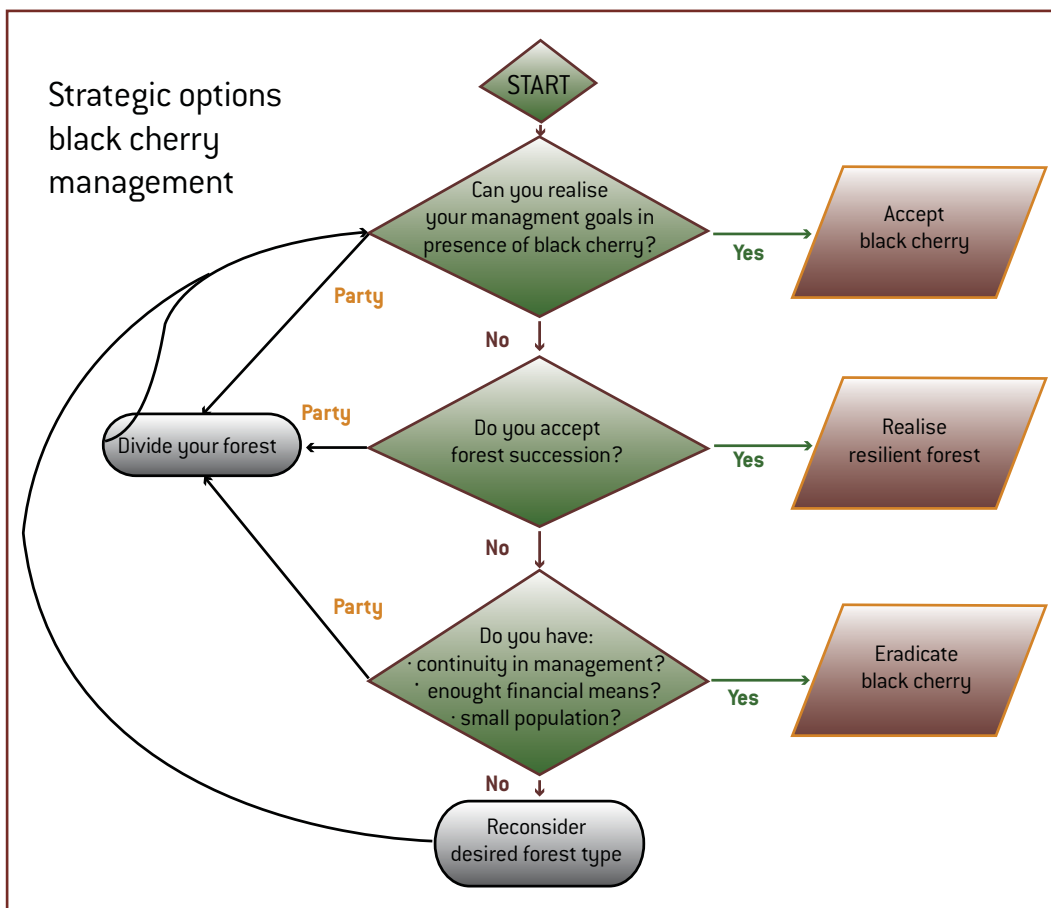 Strategic options
black cherry
management
START
Can you realise
your managment goals in
presence of black cherry?
Yes
Accept
black cherry
Party
No
Do you accept
forest succession?
Party
Divide your forest
Yes
Realise
resilient forest
No
Party
Do you have:
· continuity in management?
· enought financial means?
· small population?
Yes
Eradicate
black cherry
No
Reconsider
desired forest type